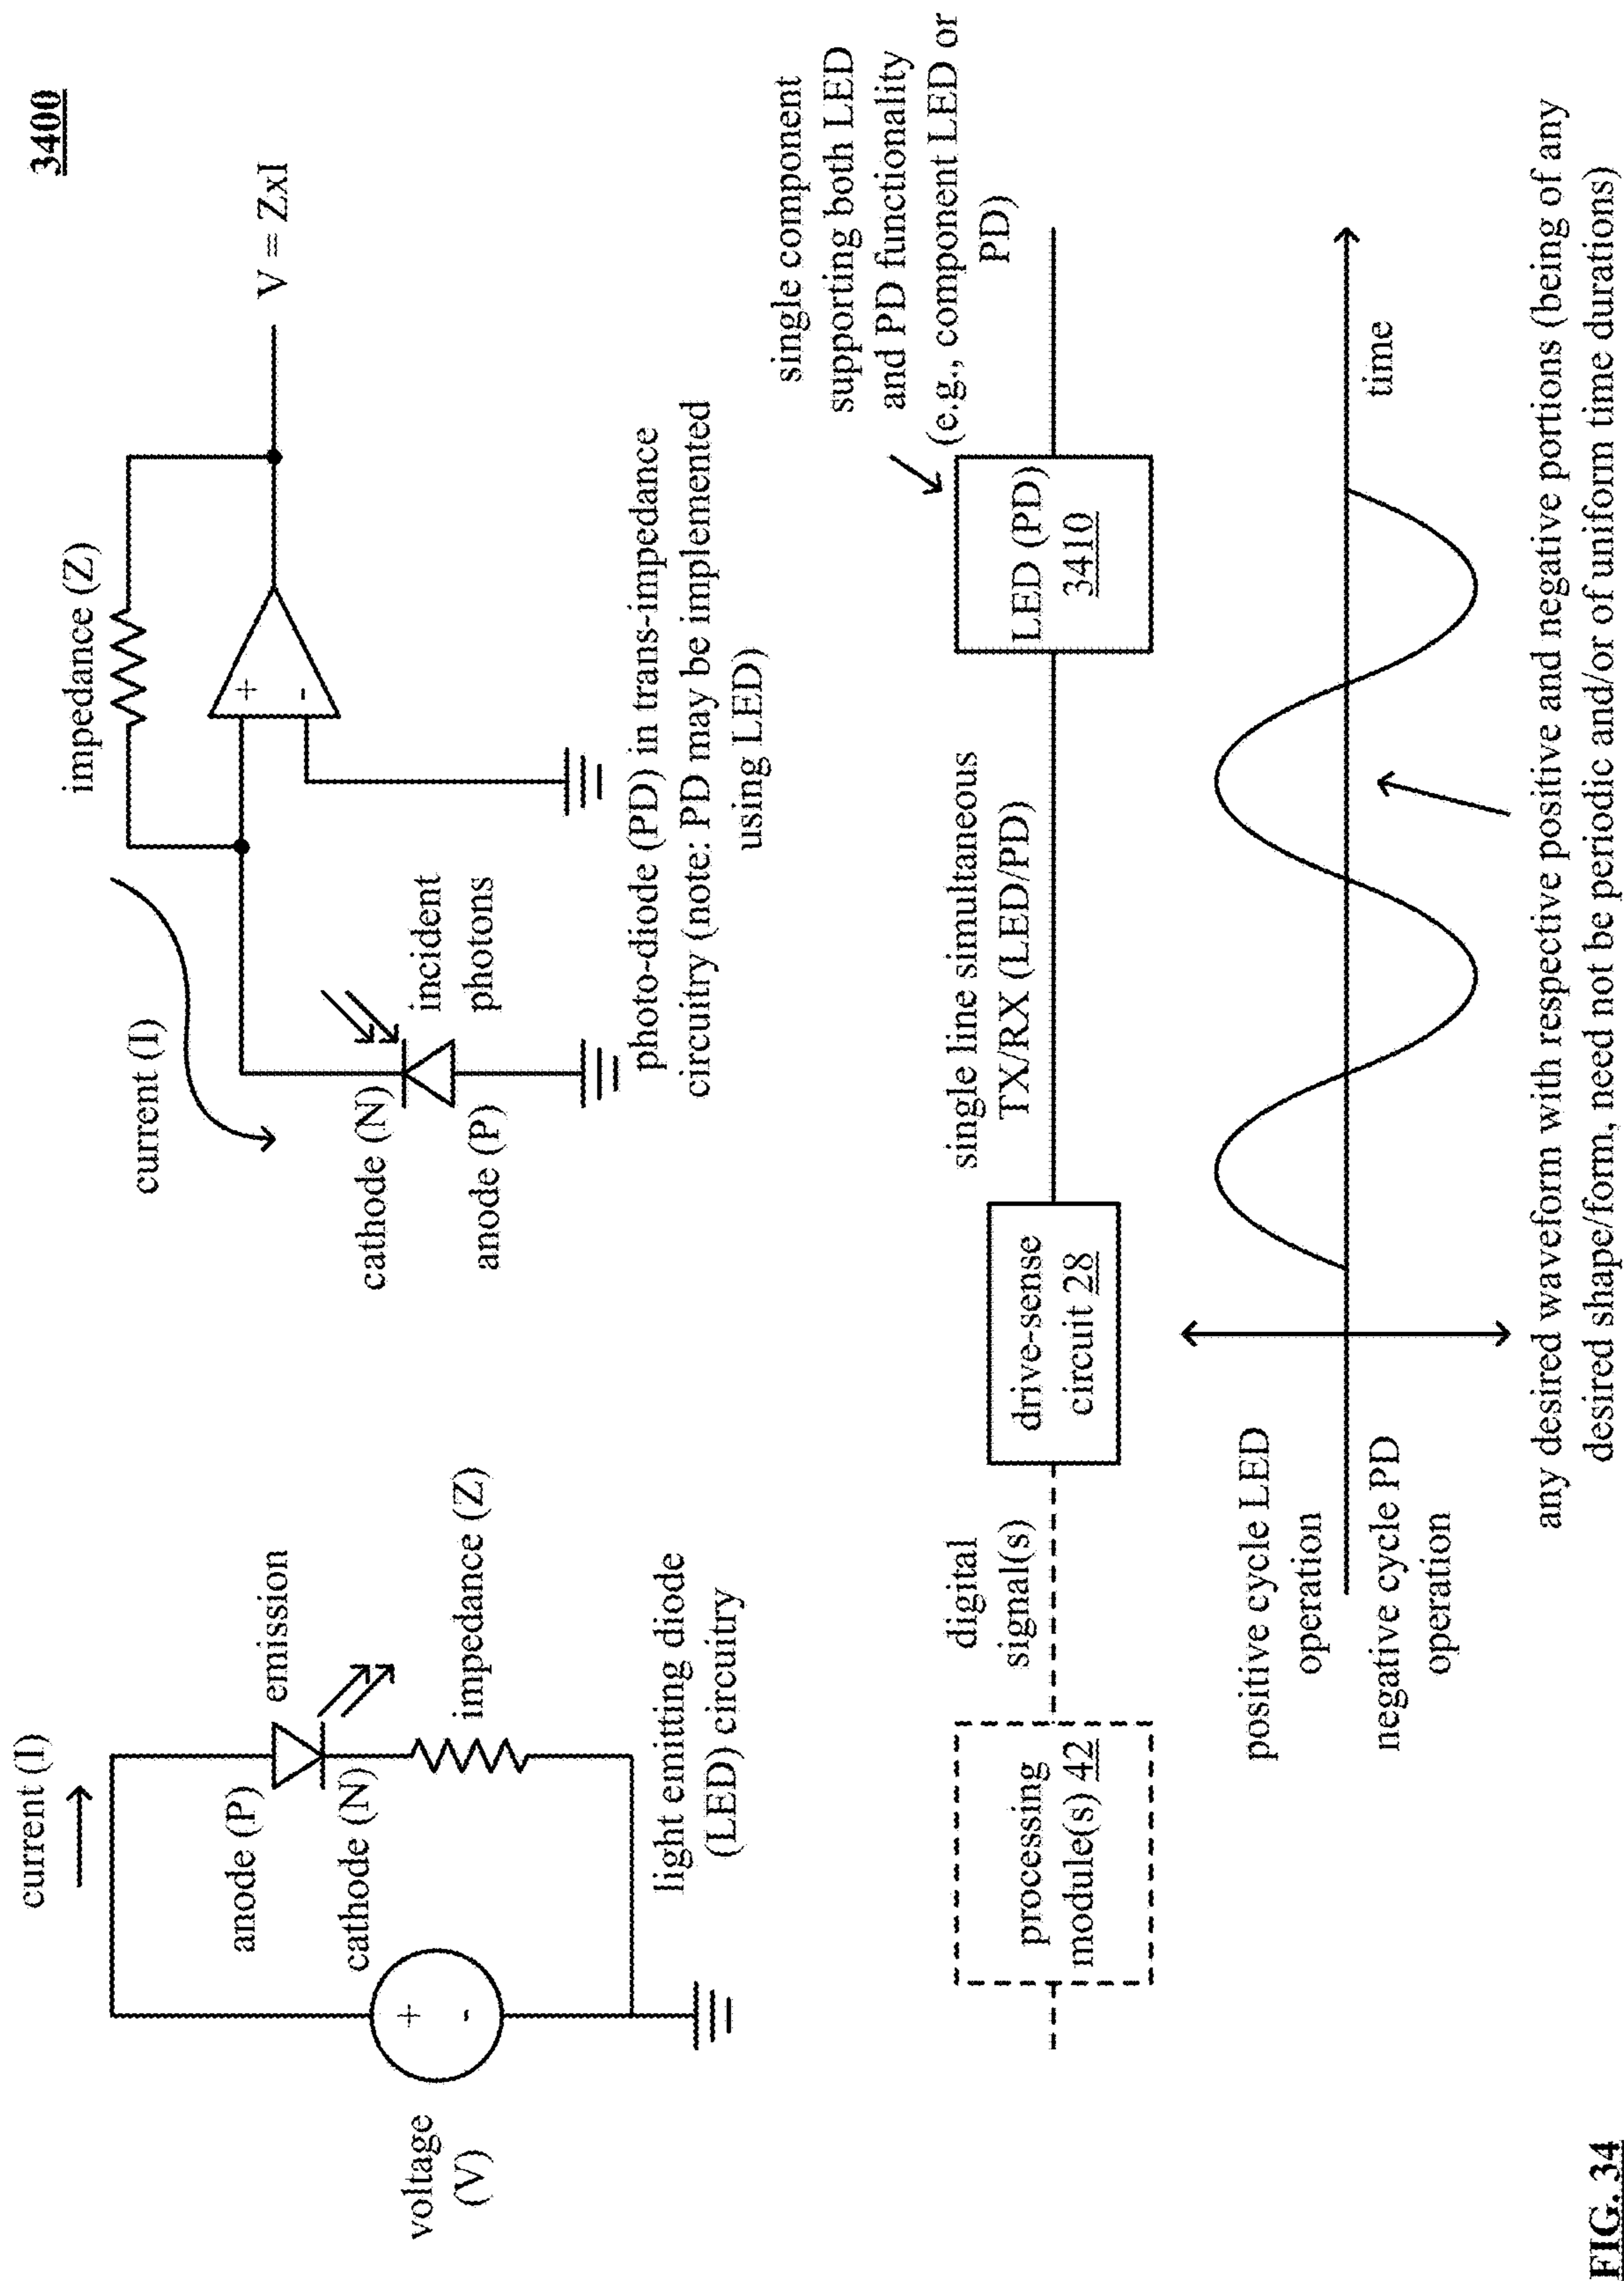 3400
current (I)
anode (P)
emission
cathode (N)
impedance (Z)
voltage
(V)
+
-
light emitting diode
(LED) circuitry
current (I)
impedance (Z)
+
-
V = ZxI
cathode (N)
anode (P)
incident
photons
photo-diode (PD) in trans-impedance
circuitry (note: PD may be implemented
using LED)
processing
module(s) 42
digital
signal(s)
drive-sense
circuit 28
single line simultaneous
TX/RX (LED/PD)
LED (PD)
3410
single component
supporting both LED
and PD functionality
(e.g., component LED or
PD)
positive cycle LED
operation
negative cycle PD
operation
time
any desired waveform with respective positive and negative portions (being of any
desired shape/form, need not be periodic and/or of uniform time durations)
FIG. 34